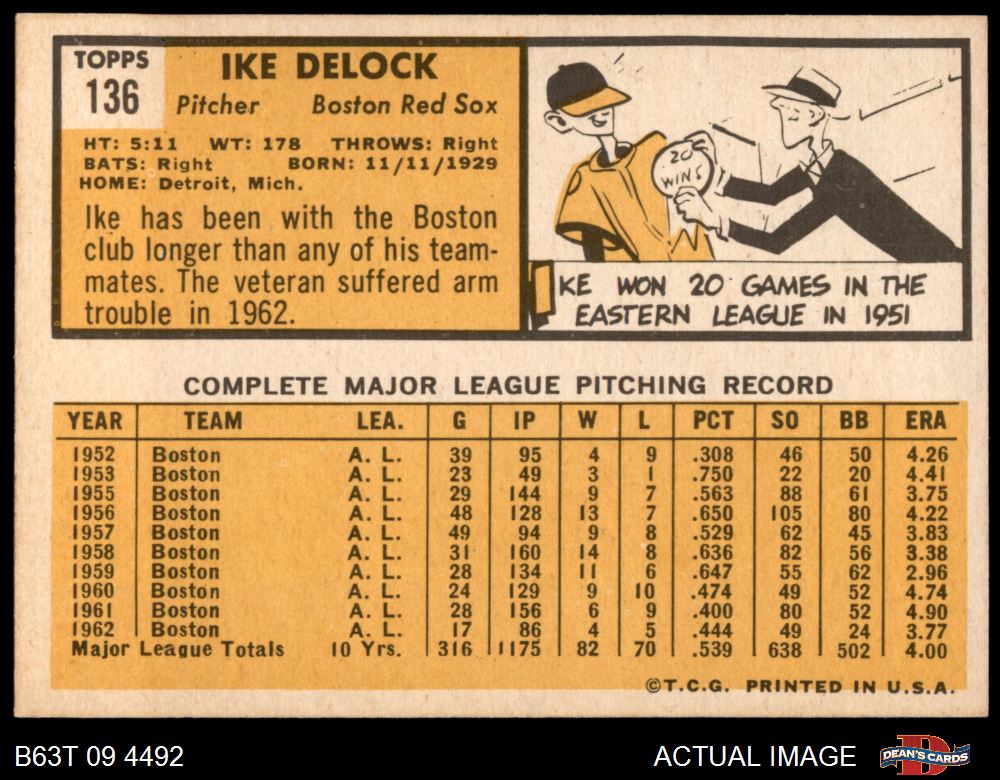 TOPPS
136
IKE DELOCK
Pitcher Boston Red Sox
HT: 5:11 WT: 178 THROWS: Right
BATS: Right BORN: 11/11/1929
HOME: Detroit, Mich.
Ike has been with the Boston
club longer than any of his team-
mates. The veteran suffered arm
trouble in 1962.
20
WINS
IKE WON 20 GAMES IN THE
EASTERN LEAGUE IN 1951
COMPLETE MAJOR LEAGUE PITCHING RECORD
YEAR TEAM LEA. G IP W L PCT SO BB ERA
1952 Boston A. L. 39 95 4 9 .308 46 50 4.26
1953 Boston A. L. 23 49 3 1 .750 22 20 4.41
1955 Boston A. L. 29 144 9 7 .563 88 61 3.75
1956 Boston A. L. 48 128 13 7 .650 105 80 4.22
1957 Boston A. L. 49 94 9 8 .529 62 45 3.83
1958 Boston A. L. 31 160 14 8 .636 82 56 3.38
1959 Boston A. L. 28 134 11 6 .647 55 62 2.96
1960 Boston A. L. 24 129 9 10 .474 49 52 4.74
1961 Boston A. L. 28 156 6 9 .400 80 52 4.90
1962 Boston A. L. 17 86 4 5 .444 49 24 3.77
Major League Totals 10 Yrs. 316 1175 82 70 .539 638 502 4.00
©T.C.G. PRINTED IN U.S.A.
B63T 09 4492 ACTUAL IMAGE DEAN'S CARDS